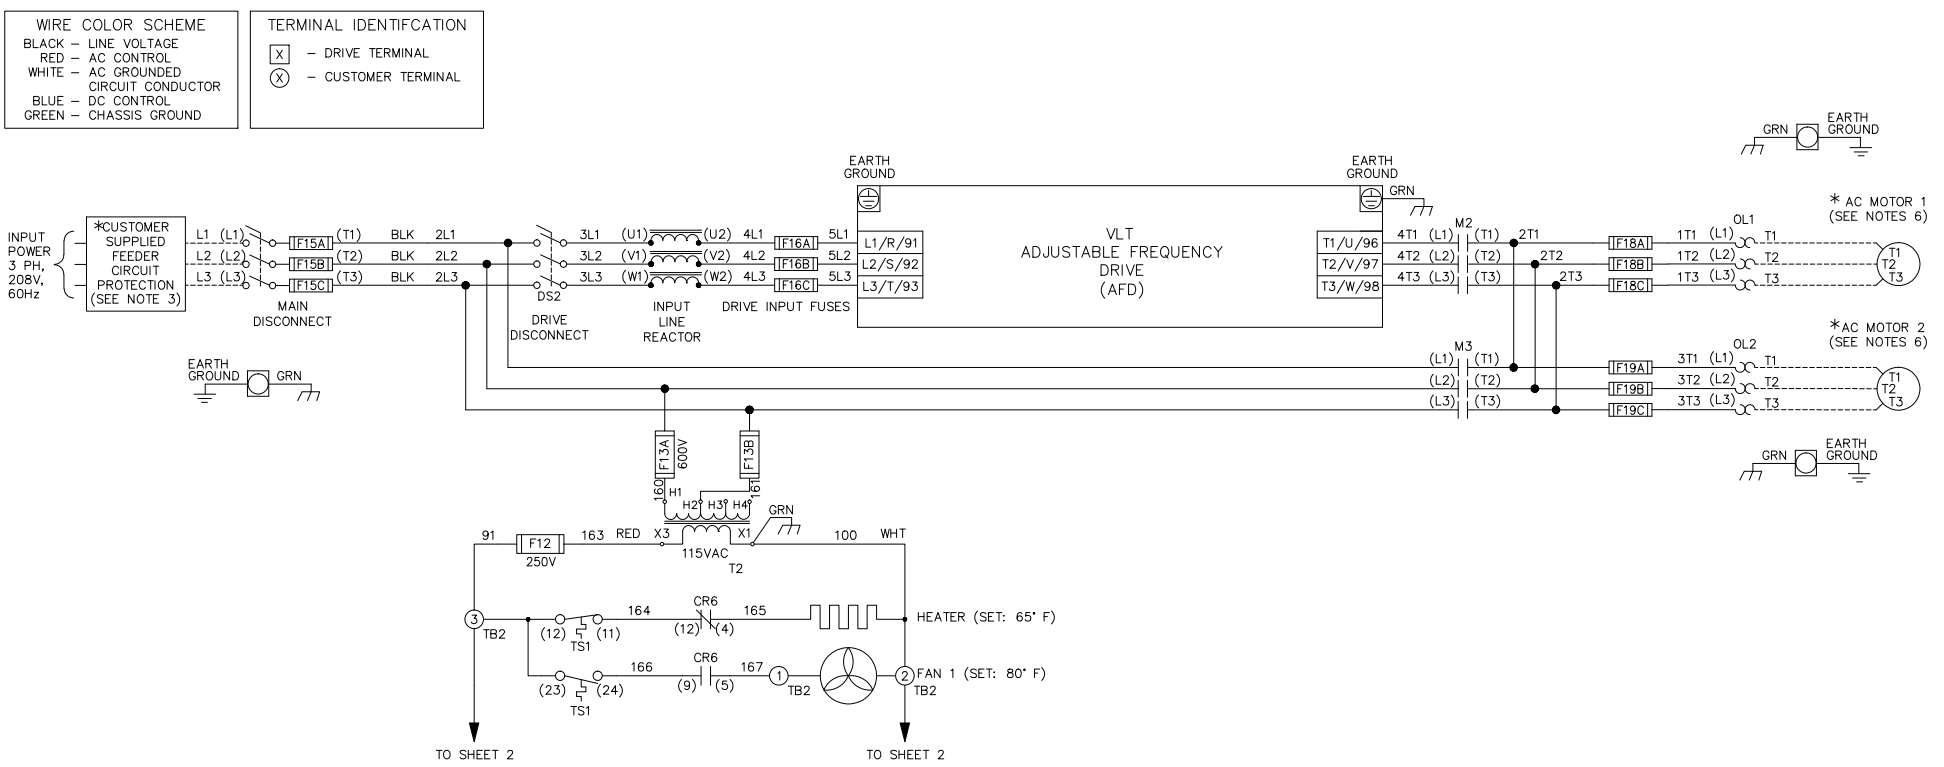 WIRE COLOR SCHEME
BLACK – LINE VOLTAGE
RED – AC CONTROL
WHITE – AC GROUNDED
CIRCUIT CONDUCTOR
BLUE – DC CONTROL
GREEN – CHASSIS GROUND
TERMINAL IDENTIFCATION
X – DRIVE TERMINAL
X – CUSTOMER TERMINAL
GRN EARTH
GROUND
EARTH
GROUND
EARTH
GROUND
GRN
INPUT
POWER
3 PH,
208V,
60Hz
*CUSTOMER
SUPPLIED
FEEDER
CIRCUIT
PROTECTION
(SEE NOTE 3)
L1 (L1) F15A (T1) BLK 2L1 3L1 (U1) (U2) 4L1 F16A 5L1 L1/R/91
L2 (L2) F15B (T2) BLK 2L2 3L2 (V1) (V2) 4L2 F16B 5L2 L2/S/92
L3 (L3) F15C (T3) BLK 2L3 3L3 (W1) (W2) 4L3 F16C 5L3 L3/T/93
MAIN
DISCONNECT
DS2
DRIVE
DISCONNECT
INPUT
LINE
REACTOR
DRIVE INPUT FUSES
VLT
ADJUSTABLE FREQUENCY
DRIVE
(AFD)
M2
OL1
T1/U/96 4T1 (L1) (T1) 2T1 F18A 1T1 (L1) T1
T2/V/97 4T2 (L2) (T2) 2T2 F18B 1T2 (L2) T2
T3/W/98 4T3 (L3) (T3) 2T3 F18C 1T3 (L3) T3
* AC MOTOR 1
(SEE NOTES 6)
T1
T2
T3
M3
OL2
(L1) (T1) F19A 3T1 (L1) T1
(L2) (T2) F19B 3T2 (L2) T2
(L3) (T3) F19C 3T3 (L3) T3
*AC MOTOR 2
(SEE NOTES 6)
T1
T2
T3
EARTH
GROUND GRN
GRN EARTH
GROUND
F13A
600V
F13B
160
161
H1
H2 H3 H4
GRN
91 F12 163 RED X3 X1 100 WHT
250V
115VAC
T2
3
TB2
(12) (11)
TS1
164
CR6
(12) (4)
165
HEATER (SET: 65° F)
(23) (24)
TS1
166
CR6
(9) (5)
167
1
TB2
2
TB2
FAN 1 (SET: 80° F)
TO SHEET 2
TO SHEET 2